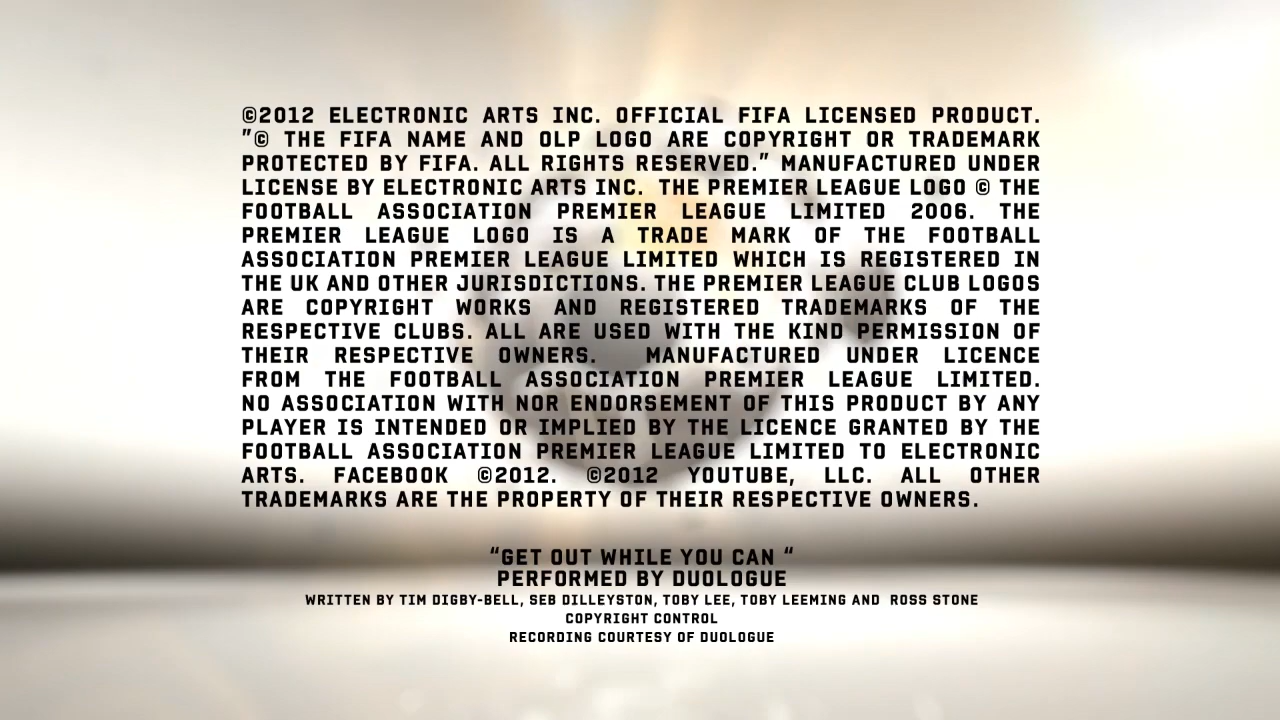 ©2012 ELECTRONIC ARTS INC. OFFICIAL FIFA LICENSED PRODUCT.
"© THE FIFA NAME AND OLP LOGO ARE COPYRIGHT OR TRADEMARK
PROTECTED BY FIFA. ALL RIGHTS RESERVED." MANUFACTURED UNDER
LICENSE BY ELECTRONIC ARTS INC. THE PREMIER LEAGUE LOGO © THE
FOOTBALL ASSOCIATION PREMIER LEAGUE LIMITED 2006. THE
PREMIER LEAGUE LOGO IS A TRADE MARK OF THE FOOTBALL
ASSOCIATION PREMIER LEAGUE LIMITED WHICH IS REGISTERED IN
THE UK AND OTHER JURISDICTIONS. THE PREMIER LEAGUE CLUB LOGOS
ARE COPYRIGHT WORKS AND REGISTERED TRADEMARKS OF THE
RESPECTIVE CLUBS. ALL ARE USED WITH THE KIND PERMISSION OF
THEIR RESPECTIVE OWNERS. MANUFACTURED UNDER LICENCE
FROM THE FOOTBALL ASSOCIATION PREMIER LEAGUE LIMITED.
NO ASSOCIATION WITH NOR ENDORSEMENT OF THIS PRODUCT BY ANY
PLAYER IS INTENDED OR IMPLIED BY THE LICENCE GRANTED BY THE
FOOTBALL ASSOCIATION PREMIER LEAGUE LIMITED TO ELECTRONIC
ARTS. FACEBOOK ©2012. ©2012 YOUTUBE, LLC. ALL OTHER
TRADEMARKS ARE THE PROPERTY OF THEIR RESPECTIVE OWNERS.
"GET OUT WHILE YOU CAN "
PERFORMED BY DUOLOGUE
WRITTEN BY TIM DIGBY-BELL, SEB DILLEYSTON, TOBY LEE, TOBY LEEMING AND ROSS STONE
COPYRIGHT CONTROL
RECORDING COURTESY OF DUOLOGUE